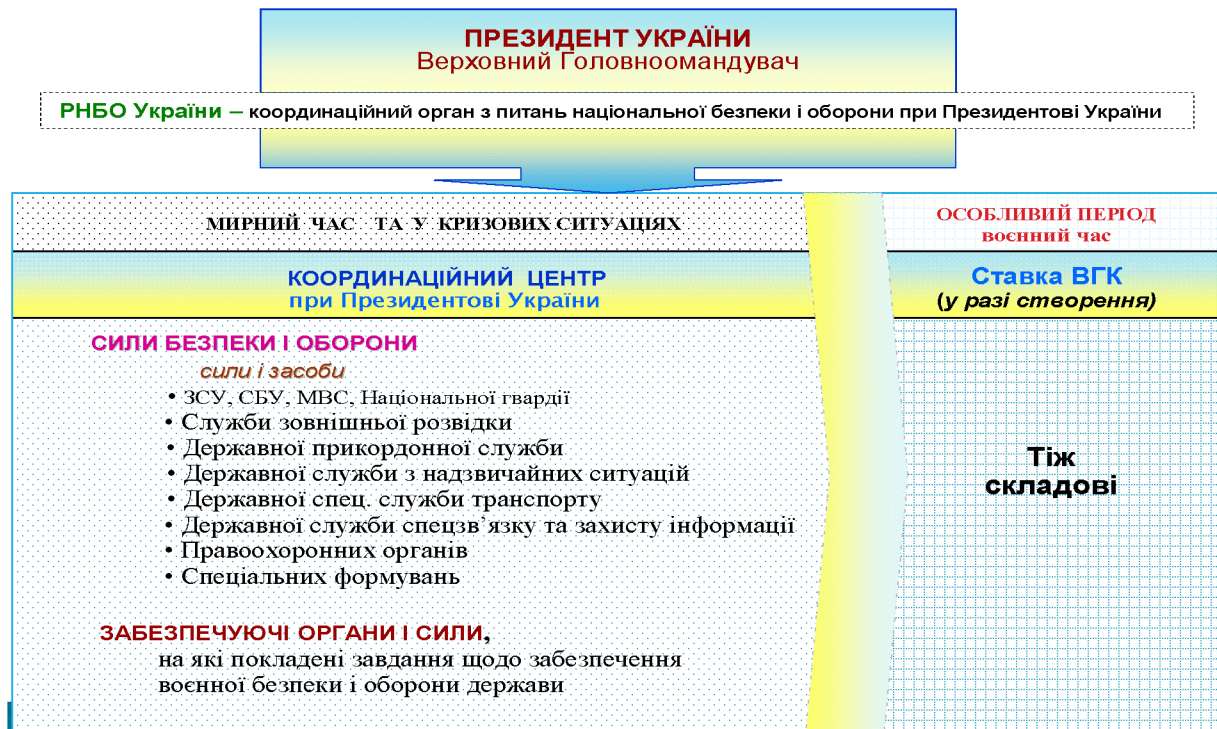 ПРЕЗИДЕНТ УКРАЇНИ
Верховний Головноомандувач
РНБО України – координаційний орган з питань національної безпеки і оборони при Президентові України
МИРНИЙ ЧАС ТА У КРИЗОВИХ СИТУАЦІЯХ
ОСОБЛИВИЙ ПЕРІОД
воєнний час
КООРДИНАЦІЙНИЙ ЦЕНТР
при Президентові України
Ставка ВГК
(у разі створення)
СИЛИ БЕЗПЕКИ І ОБОРОНИ
сили і засоби
• ЗСУ, СБУ, МВС, Національної гвардії
• Служби зовнішньої розвідки
• Державної прикордонної служби
• Державної служби з надзвичайних ситуацій
• Державної спец. служби транспорту
• Державної служби спецзв’язку та захисту інформації
• Правоохоронних органів
• Спеціальних формувань
Тіж
складові
ЗАБЕЗПЕЧУЮЧІ ОРГАНИ І СИЛИ,
на які покладені завдання щодо забезпечення
воєнної безпеки і оборони держави